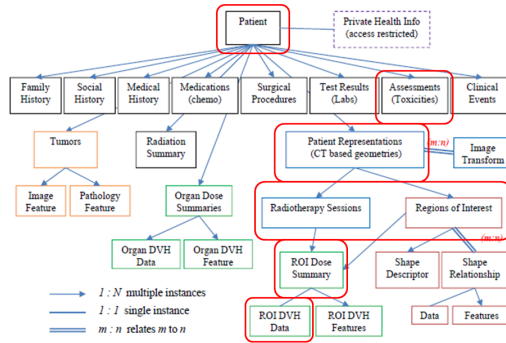 Patient
Private Health Info
(access restricted)
Family
History
Social
History
Medical
History
Medications
(chemo)
Surgical
Procedures
Test Results
(Labs)
Assessments
(Toxicities)
Clinical
Events
Tumors
Radiation
Summary
Patient Representations
(CT based geometries)
(m:n)
Image
Transform
Image
Feature
Pathology
Feature
Organ Dose
Summaries
Radiotherapy Sessions
Regions of Interest
(m:n)
Organ DVH
Data
Organ DVH
Feature
ROI Dose
Summary
Shape
Descriptor
Shape
Relationship
1 : N multiple instances
1 : 1 single instance
m : n relates m to n
ROI DVH
Data
ROI DVH
Features
Data
Features